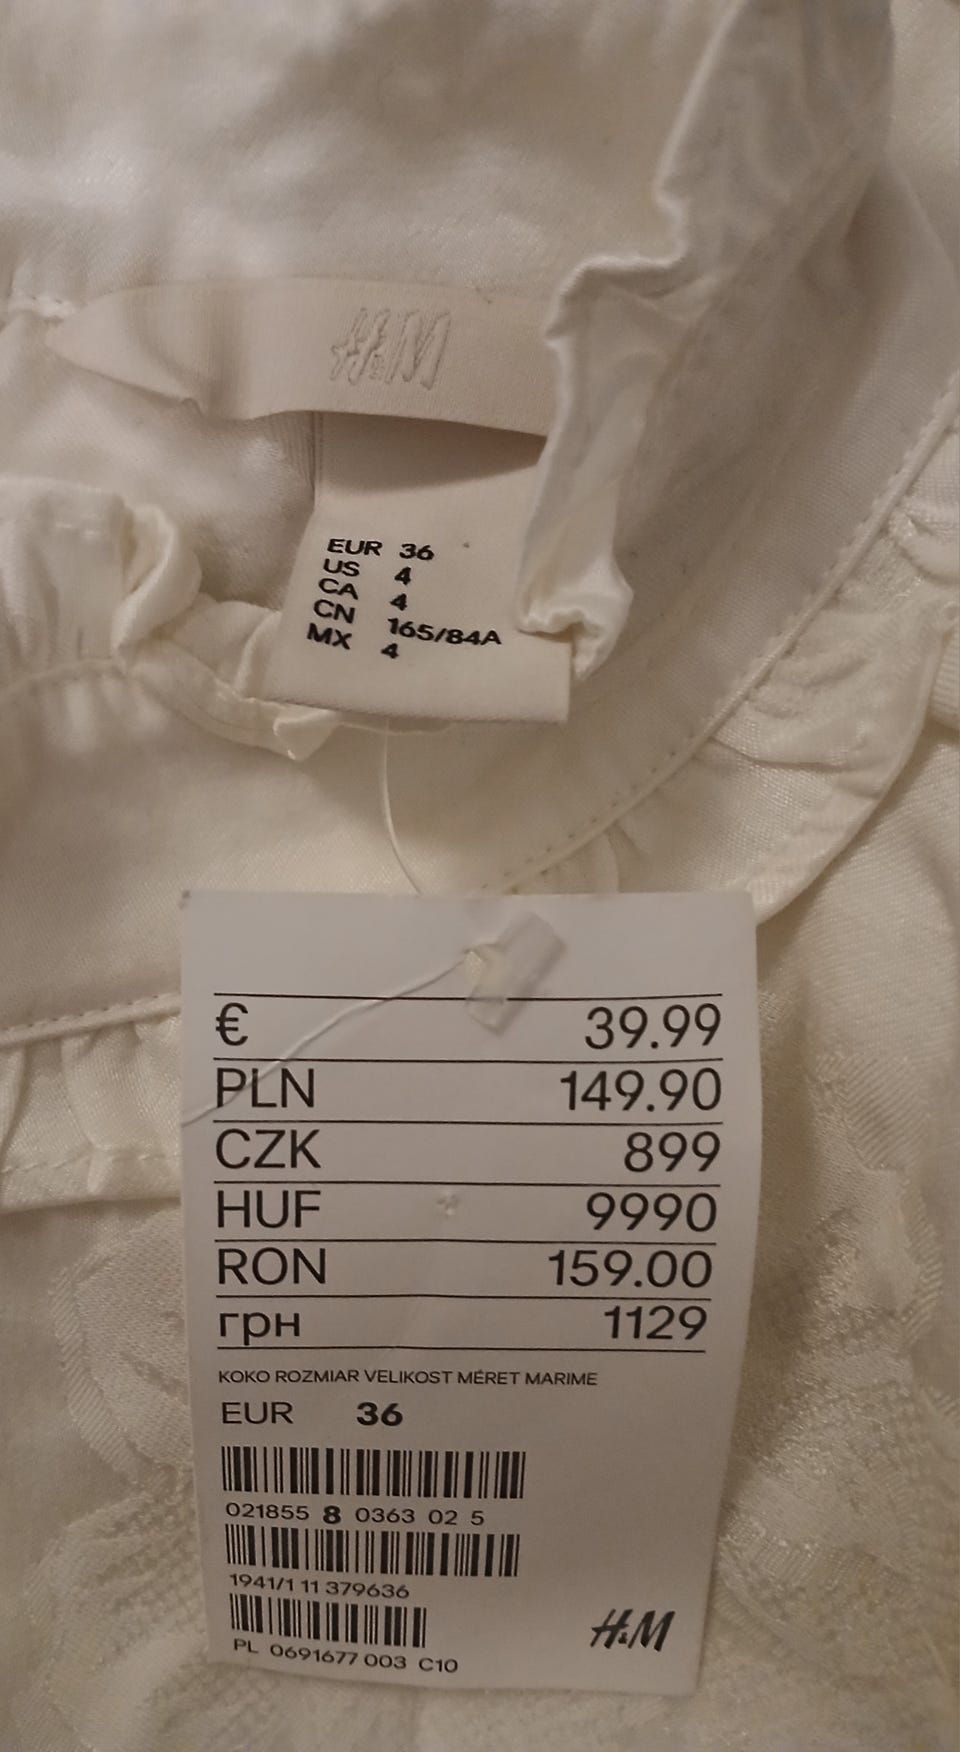 H&M
EUR 36
US 4
CA 4
CN 165/84A
MX 4
€ 39.99
PLN 149.90
CZK 899
HUF 9990
RON 159.00
грн 1129
KOKO ROZMIAR VELIKOST MÉRET MARIME
EUR 36
021855 8 0363 02 5
1941/1 11 379636
H&M
PL 0691677 003 C10